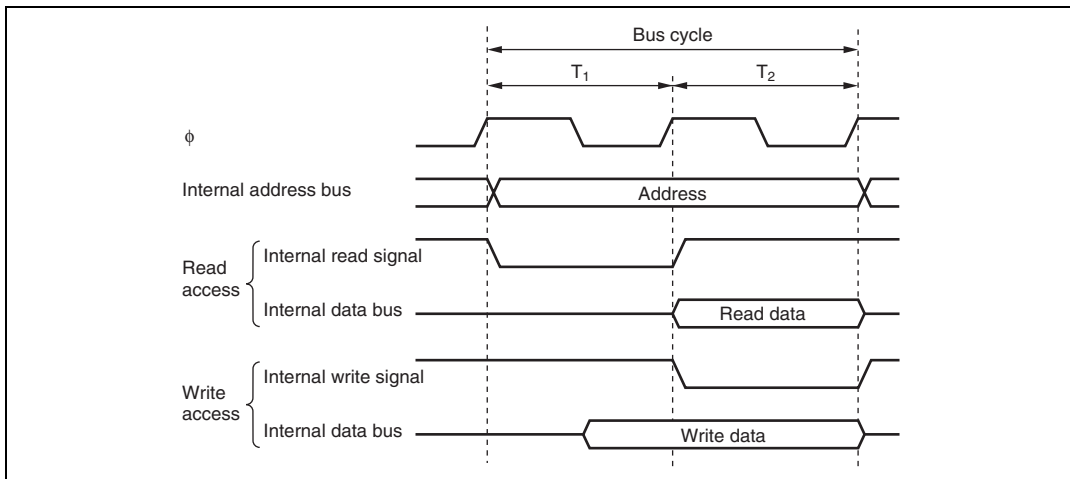 Bus cycle
T₁ T₂
ϕ
Internal address bus Address
Read access Internal read signal
Internal data bus Read data
Write access Internal write signal
Internal data bus Write data